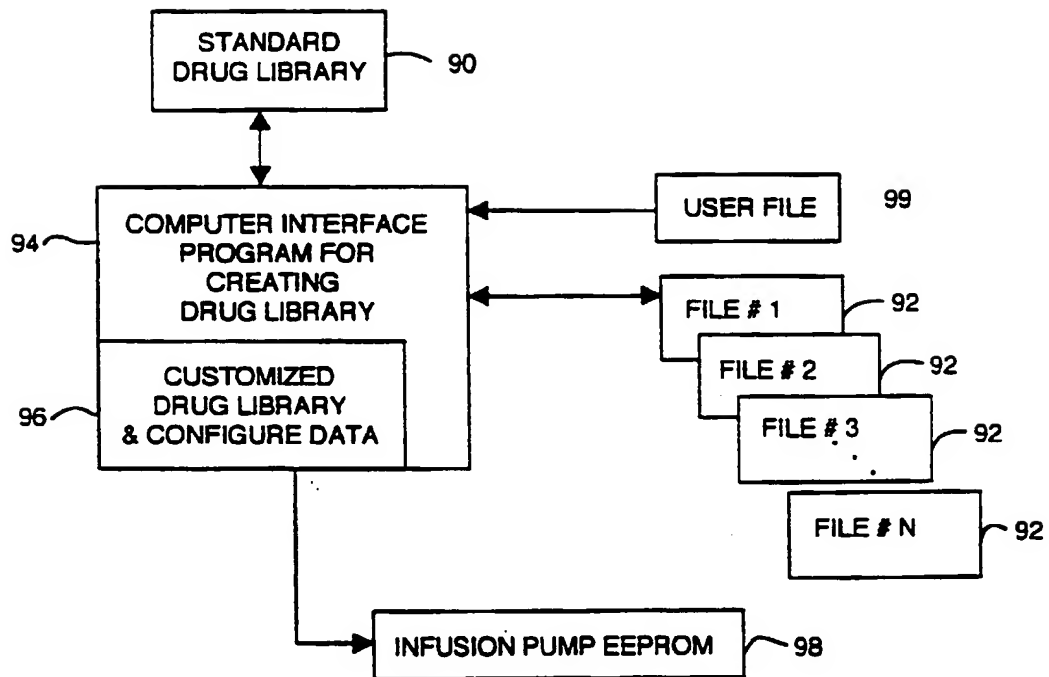 STANDARD
DRUG LIBRARY
90
COMPUTER INTERFACE
PROGRAM FOR
CREATING
DRUG LIBRARY
94
USER FILE
99
FILE # 1
92
FILE # 2
92
FILE # 3
92
FILE # N
92
CUSTOMIZED
DRUG LIBRARY
& CONFIGURE DATA
96
INFUSION PUMP EEPROM
98